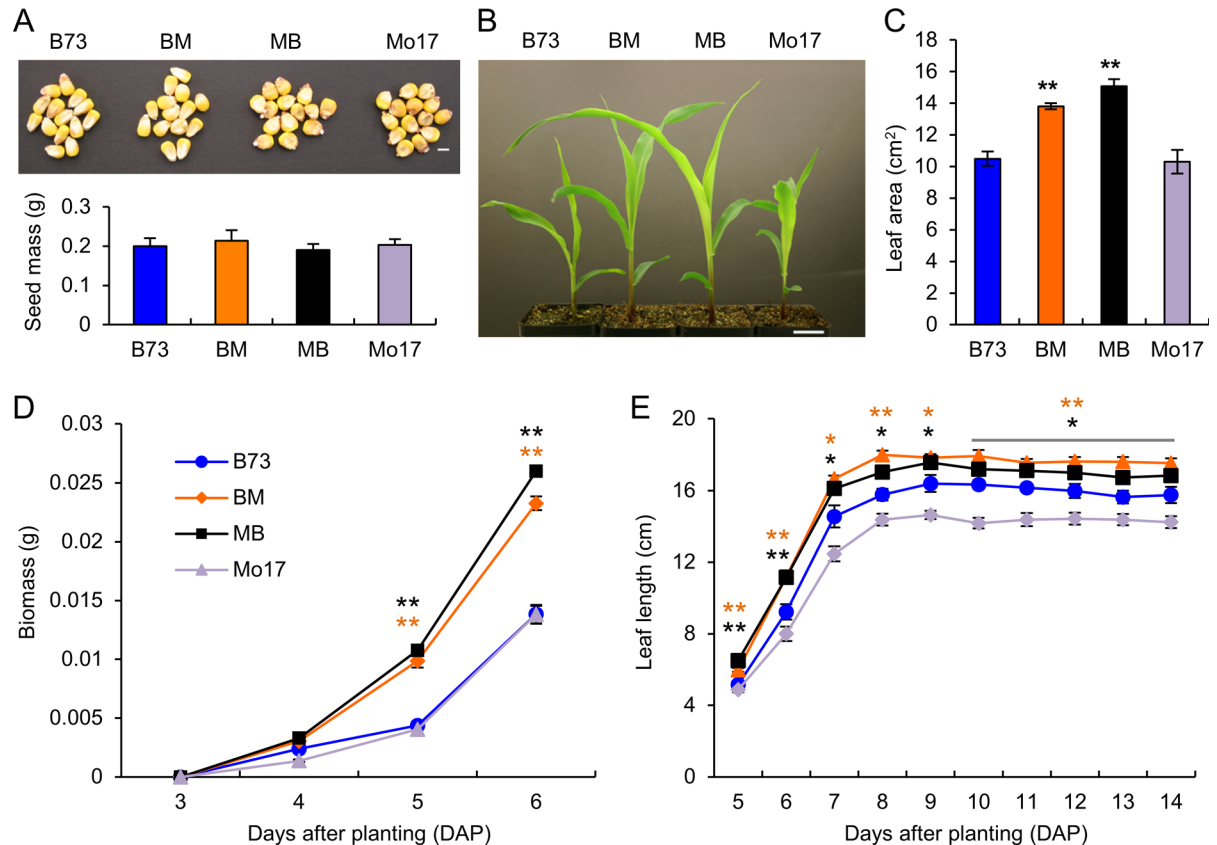 A
B73 BM MB Mo17
Seed mass (g)
0.3
0.2
0.1
0
B73 BM MB Mo17
B
B73 BM MB Mo17
C
Leaf area (cm²)
18
16
14
12
10
8
6
4
2
0
** **
B73 BM MB Mo17
D
Biomass (g)
0.03
0.025
0.02
0.015
0.01
0.005
0
B73
BM
MB
Mo17
**
**
**
**
3 4 5 6
Days after planting (DAP)
E
Leaf length (cm)
20
16
12
8
4
0
**
**
**
**
*
*
**
*
*
*
**
*
5 6 7 8 9 10 11 12 13 14
Days after planting (DAP)